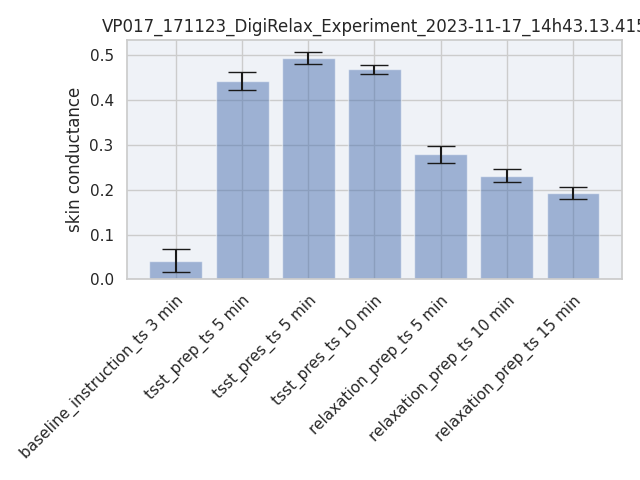 VP017_171123_DigiRelax_Experiment_2023-11-17_14h43.13.415
0.5
0.4
0.3
0.2
0.1
0.0
skin conductance
baseline_instruction_ts 3 min
tsst_prep_ts 5 min
tsst_pres_ts 5 min
tsst_pres_ts 10 min
relaxation_prep_ts 5 min
relaxation_prep_ts 10 min
relaxation_prep_ts 15 min